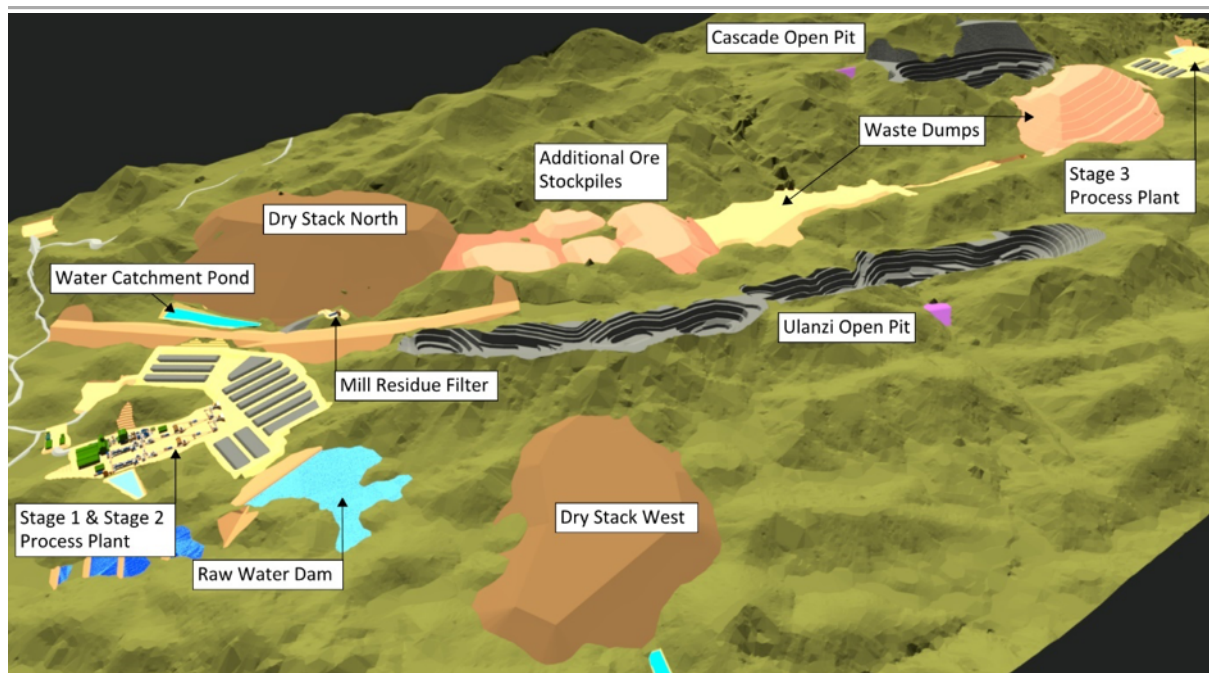 Cascade Open Pit
Waste Dumps
Additional Ore
Stockpiles
Stage 3
Process Plant
Dry Stack North
Water Catchment Pond
Ulanzi Open Pit
Mill Residue Filter
Stage 1 & Stage 2
Process Plant
Dry Stack West
Raw Water Dam